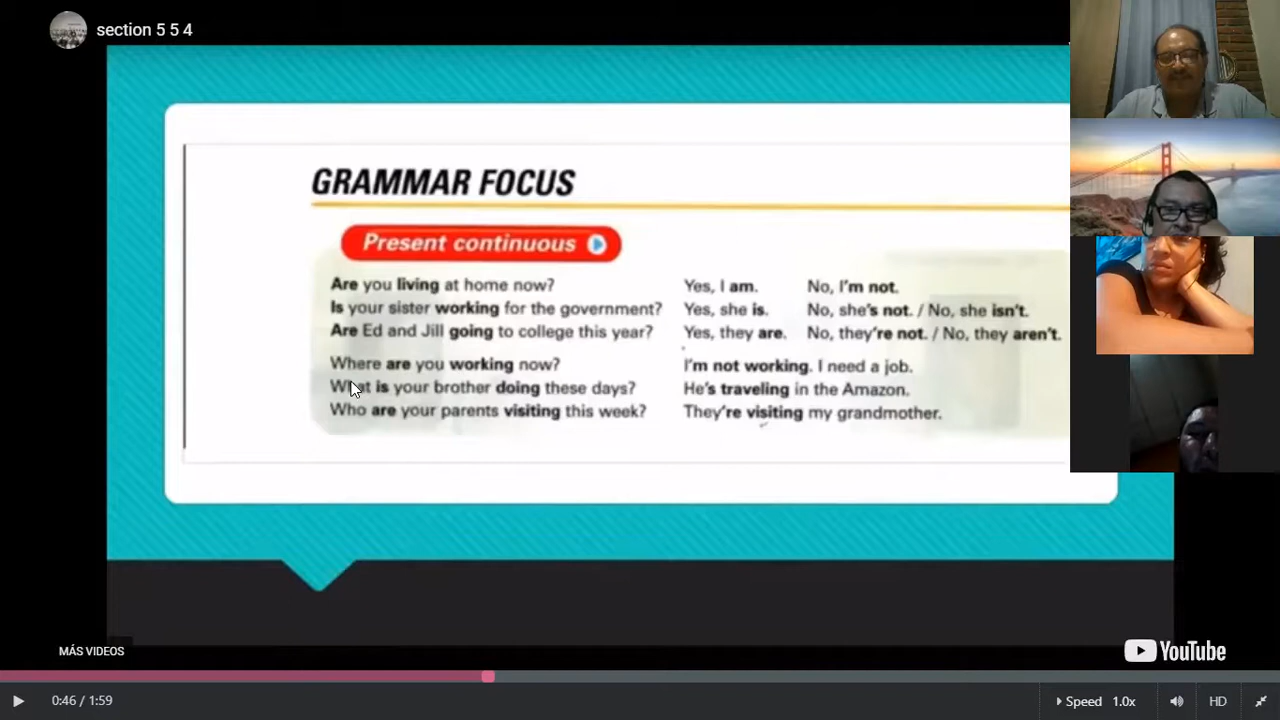 section 5 5 4
GRAMMAR FOCUS
Present continuous
Are you living at home now? Yes, I am. No, I'm not.
Is your sister working for the government? Yes, she is. No, she's not. / No, she isn't.
Are Ed and Jill going to college this year? Yes, they are. No, they're not. / No, they aren't.
Where are you working now? I'm not working. I need a job.
What is your brother doing these days? He's traveling in the Amazon.
Who are your parents visiting this week? They're visiting my grandmother.
MÁS VIDEOS
YouTube
0:46 / 1:59
Speed 1.0x
HD